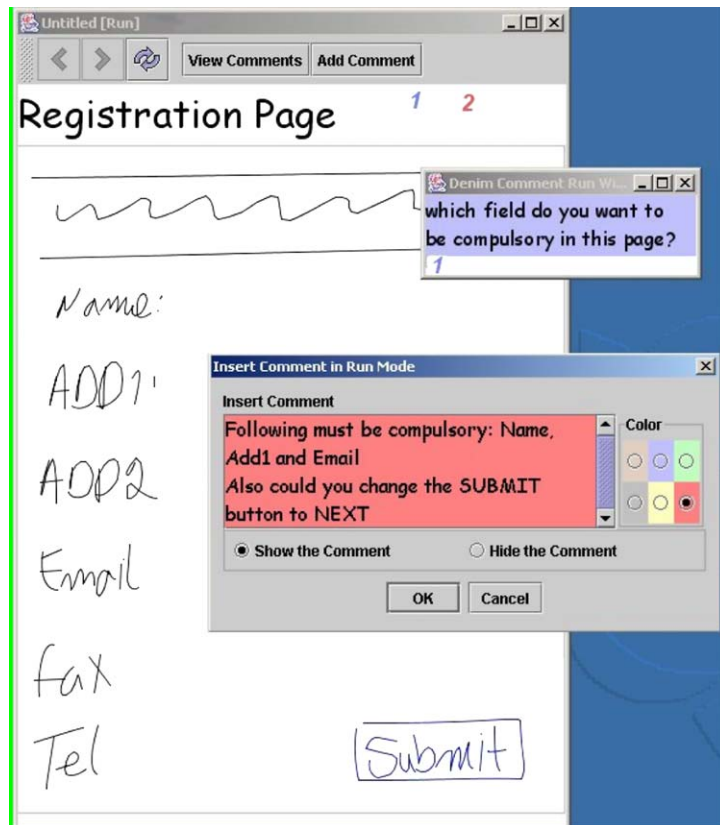 Untitled [Run]
View Comments Add Comment
Registration Page 1 2
Denim Comment Run Wi...
which field do you want to
be compulsory in this page?
1
Name:
ADD1:
ADD2
Email
Fax
Tel
Submit
Insert Comment in Run Mode
Insert Comment
Following must be compulsory: Name,
Add1 and Email
Also could you change the SUBMIT
button to NEXT
Color
Show the Comment Hide the Comment
OK Cancel